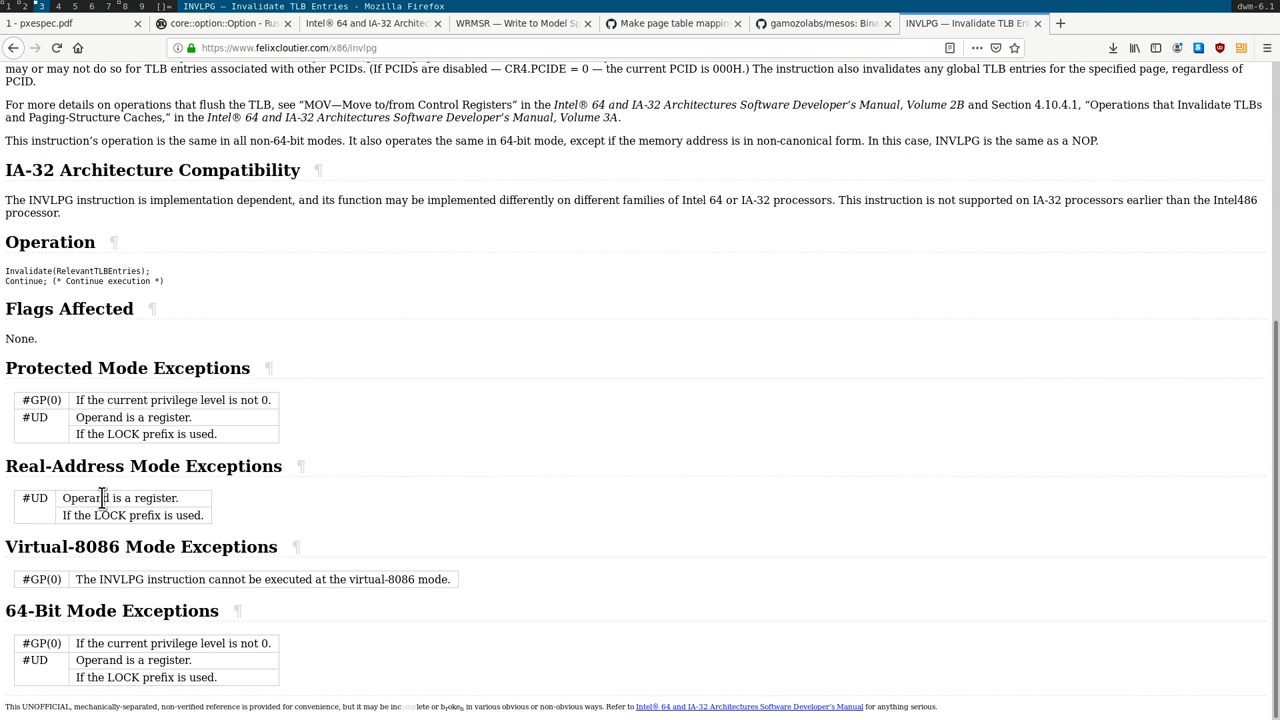 1 2 3 4 5 6 7 8 9 []= INVLPG — Invalidate TLB Entries - Mozilla Firefox dwm-6.1
1 - pxespec.pdf core::option::Option - Rus Intel® 64 and IA-32 Architec WRMSR — Write to Model Sp Make page table mappin gamozolabs/mesos: Bina INVLPG — Invalidate TLB En
https://www.felixcloutier.com/x86/invlpg
may or may not do so for TLB entries associated with other PCIDs. (If PCIDs are disabled — CR4.PCIDE = 0 — the current PCID is 000H.) The instruction also invalidates any global TLB entries for the specified page, regardless of
PCID.
For more details on operations that flush the TLB, see “MOV—Move to/from Control Registers” in the Intel® 64 and IA-32 Architectures Software Developer’s Manual, Volume 2B and Section 4.10.4.1, “Operations that Invalidate TLBs
and Paging-Structure Caches,” in the Intel® 64 and IA-32 Architectures Software Developer’s Manual, Volume 3A.
This instruction’s operation is the same in all non-64-bit modes. It also operates the same in 64-bit mode, except if the memory address is in non-canonical form. In this case, INVLPG is the same as a NOP.
IA-32 Architecture Compatibility ¶
The INVLPG instruction is implementation dependent, and its function may be implemented differently on different families of Intel 64 or IA-32 processors. This instruction is not supported on IA-32 processors earlier than the Intel486
processor.
Operation ¶
Invalidate(RelevantTLBEntries);
Continue; (* Continue execution *)
Flags Affected ¶
None.
Protected Mode Exceptions ¶
#GP(0) If the current privilege level is not 0.
#UD Operand is a register.
If the LOCK prefix is used.
Real-Address Mode Exceptions ¶
#UD Operand is a register.
If the LOCK prefix is used.
Virtual-8086 Mode Exceptions ¶
#GP(0) The INVLPG instruction cannot be executed at the virtual-8086 mode.
64-Bit Mode Exceptions ¶
#GP(0) If the current privilege level is not 0.
#UD Operand is a register.
If the LOCK prefix is used.
This UNOFFICIAL, mechanically-separated, non-verified reference is provided for convenience, but it may be incomplete or broken in various obvious or non-obvious ways. Refer to Intel® 64 and IA-32 Architectures Software Developer’s Manual for anything serious.